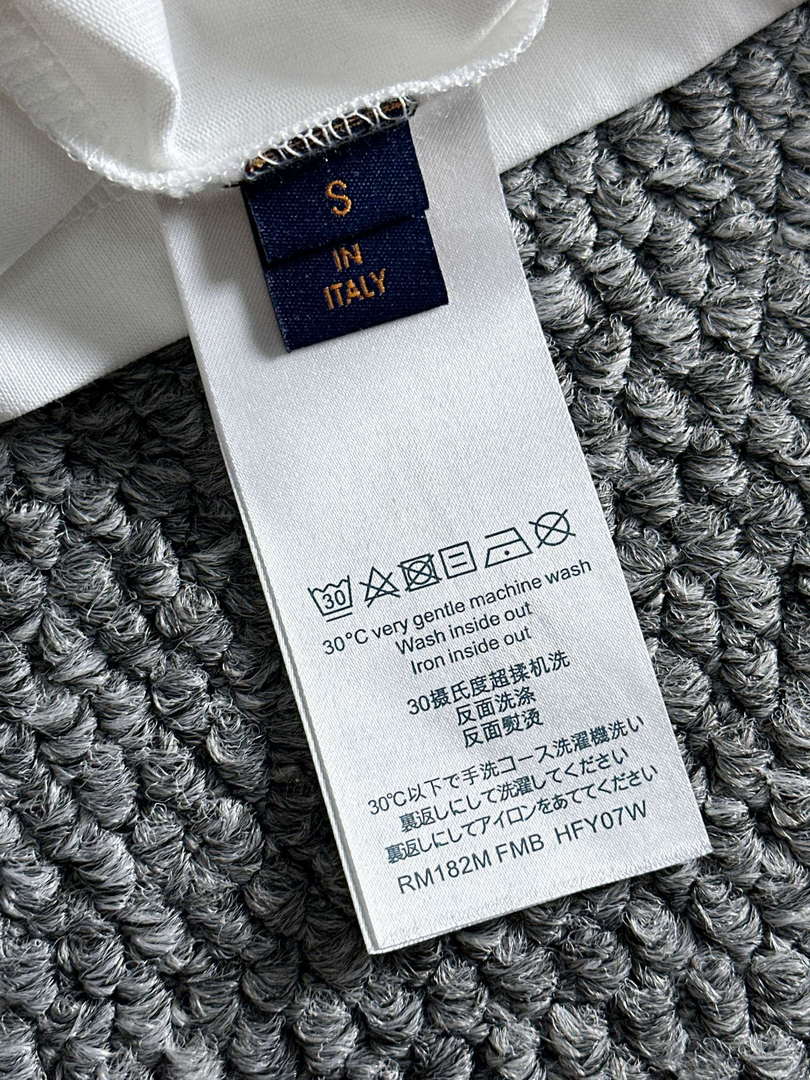 S
IN
ITALY
30
30°C very gentle machine wash
Wash inside out
Iron inside out
30摄氏度超揉机洗
反面洗涤
反面熨烫
30℃以下で手洗コース洗濯機洗い
裏返しにして洗濯してください
裏返しにしてアイロンをあててください
RM182M FMB HFY07W